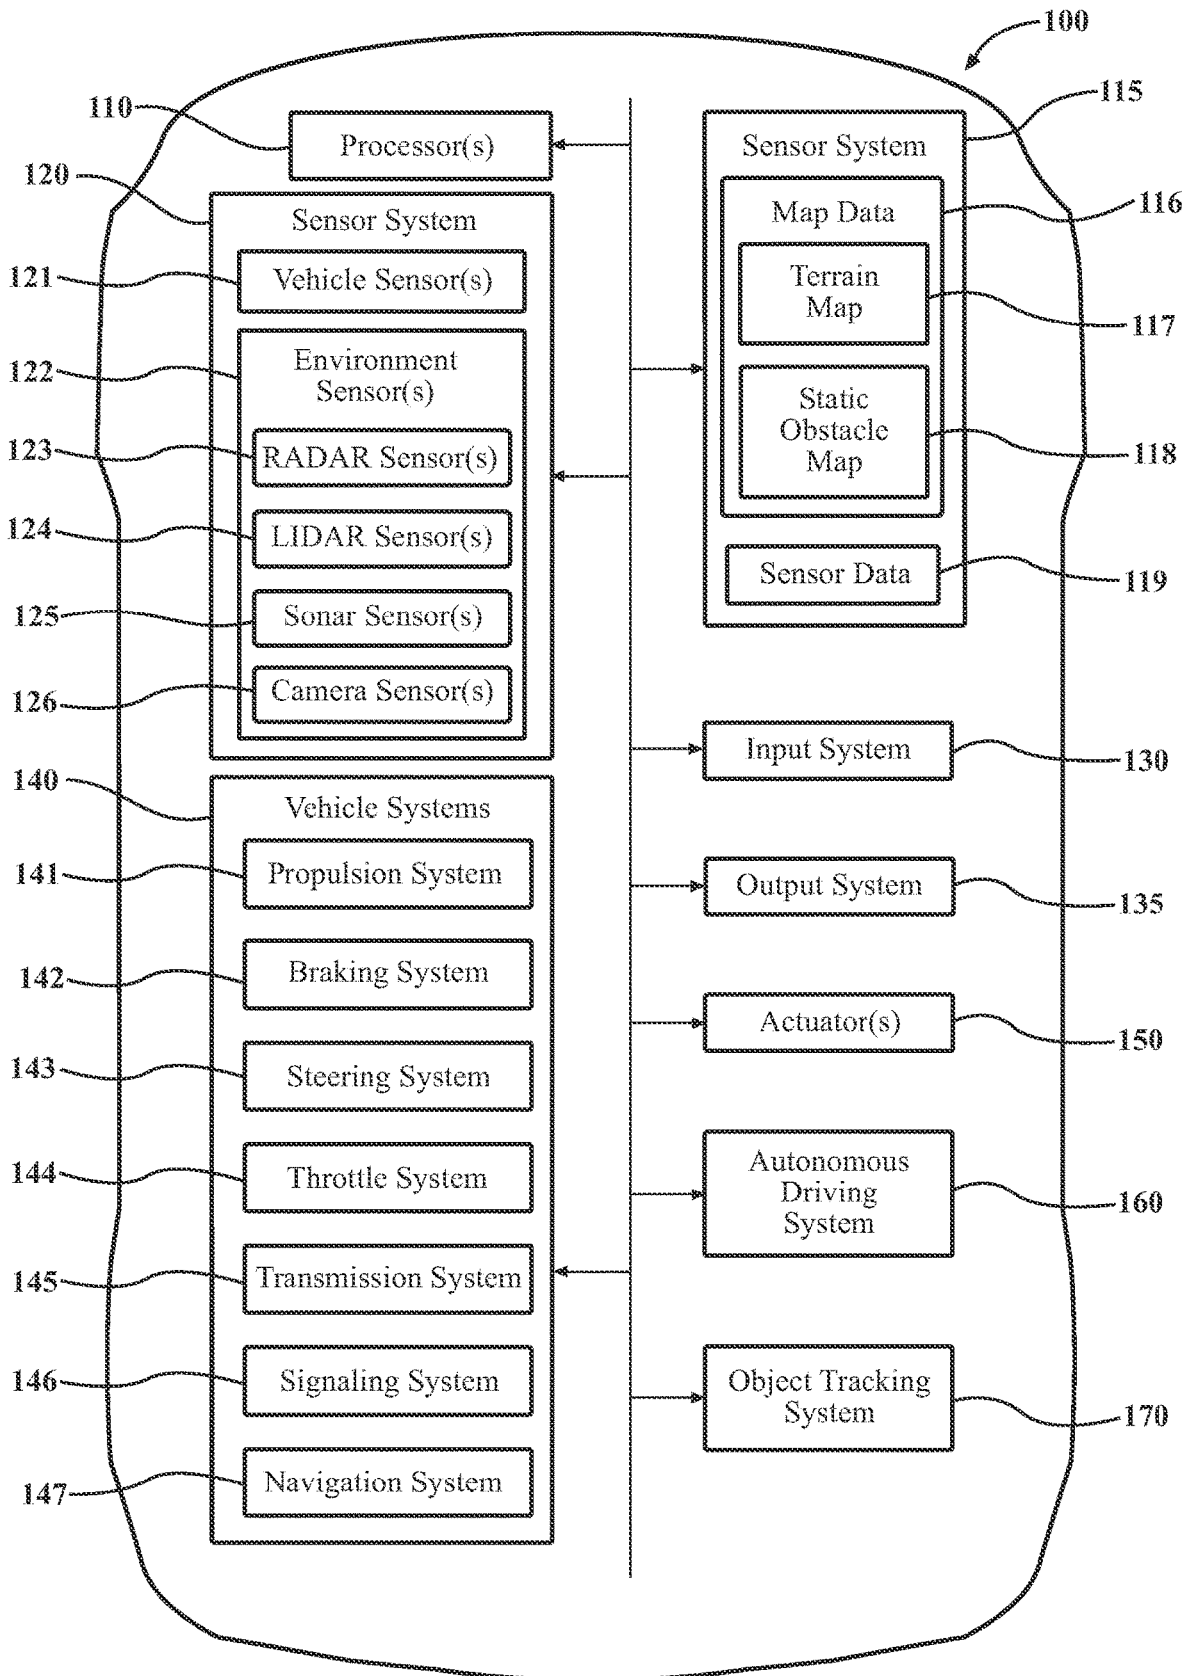 100
110
Processor(s)
120
Sensor System
121
Vehicle Sensor(s)
122
Environment
Sensor(s)
123
RADAR Sensor(s)
124
LIDAR Sensor(s)
125
Sonar Sensor(s)
126
Camera Sensor(s)
140
Vehicle Systems
141
Propulsion System
142
Braking System
143
Steering System
144
Throttle System
145
Transmission System
146
Signaling System
147
Navigation System
115
Sensor System
Map Data
116
Terrain
Map
117
Static
Obstacle
Map
118
Sensor Data
119
Input System
130
Output System
135
Actuator(s)
150
Autonomous
Driving
System
160
Object Tracking
System
170